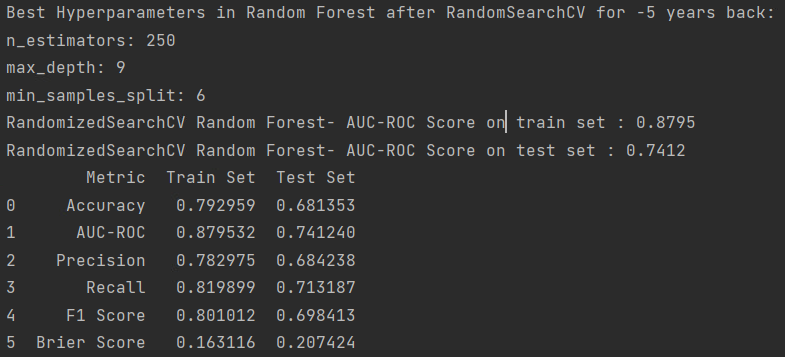 Best Hyperparameters in Random Forest after RandomSearchCV for -5 years back:
n_estimators: 250
max_depth: 9
min_samples_split: 6
RandomizedSearchCV Random Forest- AUC-ROC Score on train set : 0.8795
RandomizedSearchCV Random Forest- AUC-ROC Score on test set : 0.7412
Metric Train Set Test Set
0 Accuracy 0.792959 0.681353
1 AUC-ROC 0.879532 0.741240
2 Precision 0.782975 0.684238
3 Recall 0.819899 0.713187
4 F1 Score 0.801012 0.698413
5 Brier Score 0.163116 0.207424